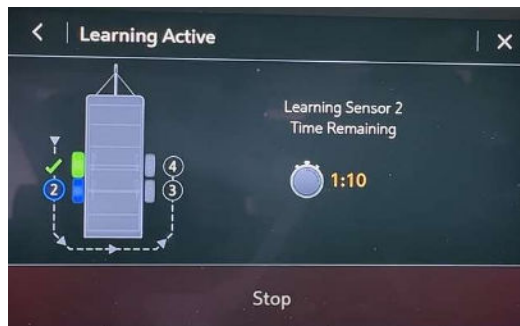 Learning Active
Learning Sensor 2
Time Remaining
1:10
4
2
3
Stop